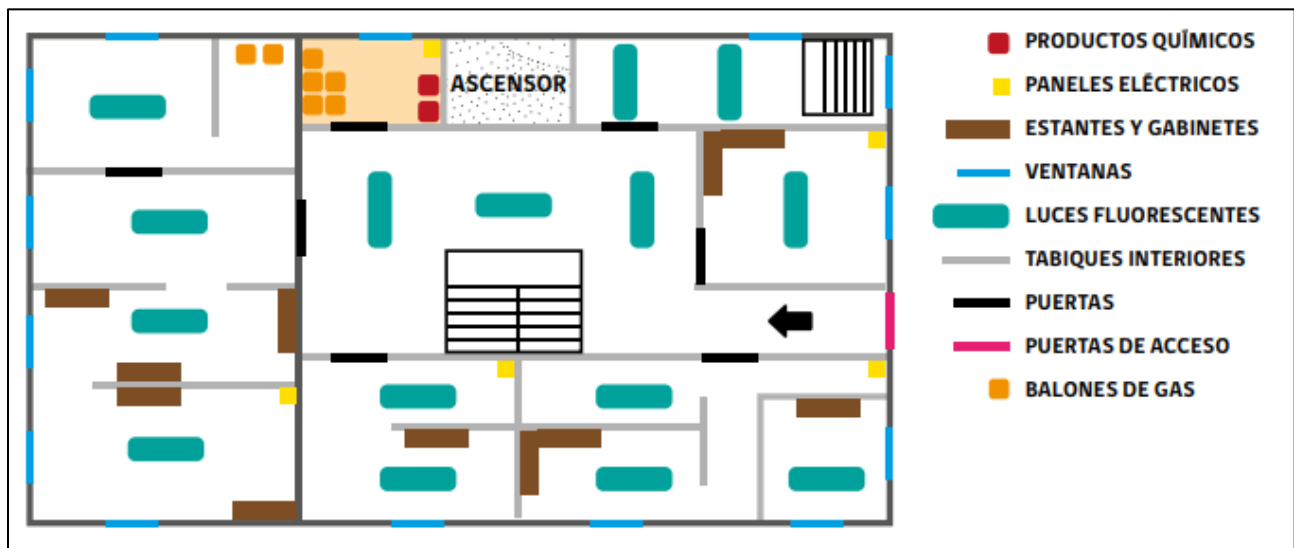 ASCENSOR
PRODUCTOS QUÍMICOS
PANELES ELÉCTRICOS
ESTANTES Y GABINETES
VENTANAS
LUCES FLUORESCENTES
TABIQUES INTERIORES
PUERTAS
PUERTAS DE ACCESO
BALONES DE GAS